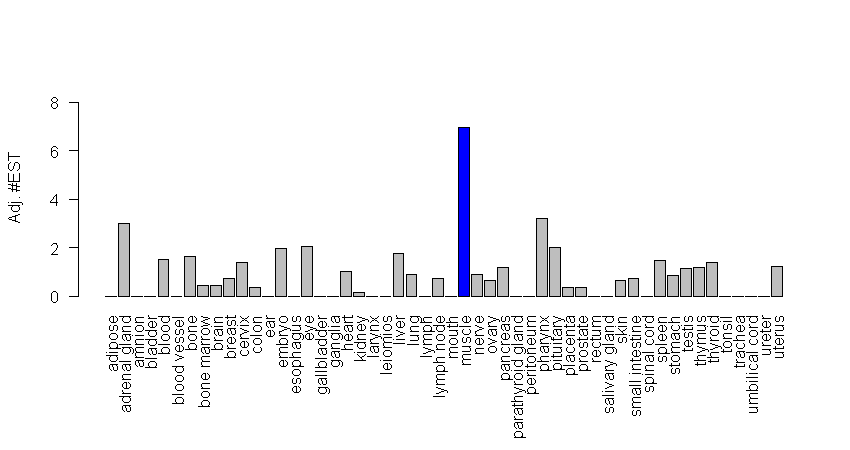 Adj. #EST
8
6
4
2
0
adipose
adrenal gland
amnion
bladder
blood
blood vessel
bone
bone marrow
brain
breast
cervix
colon
ear
embryo
esophagus
eye
gallbladder
ganglia
heart
kidney
larynx
leiomios
liver
lung
lymph
lymph node
mouth
muscle
nerve
ovary
pancreas
parathyroid gland
peritoneum
pharynx
pituitary
placenta
prostate
rectum
salivary gland
skin
small intestine
spinal cord
spleen
stomach
testis
thymus
thyroid
tonsil
trachea
umbilical cord
ureter
uterus